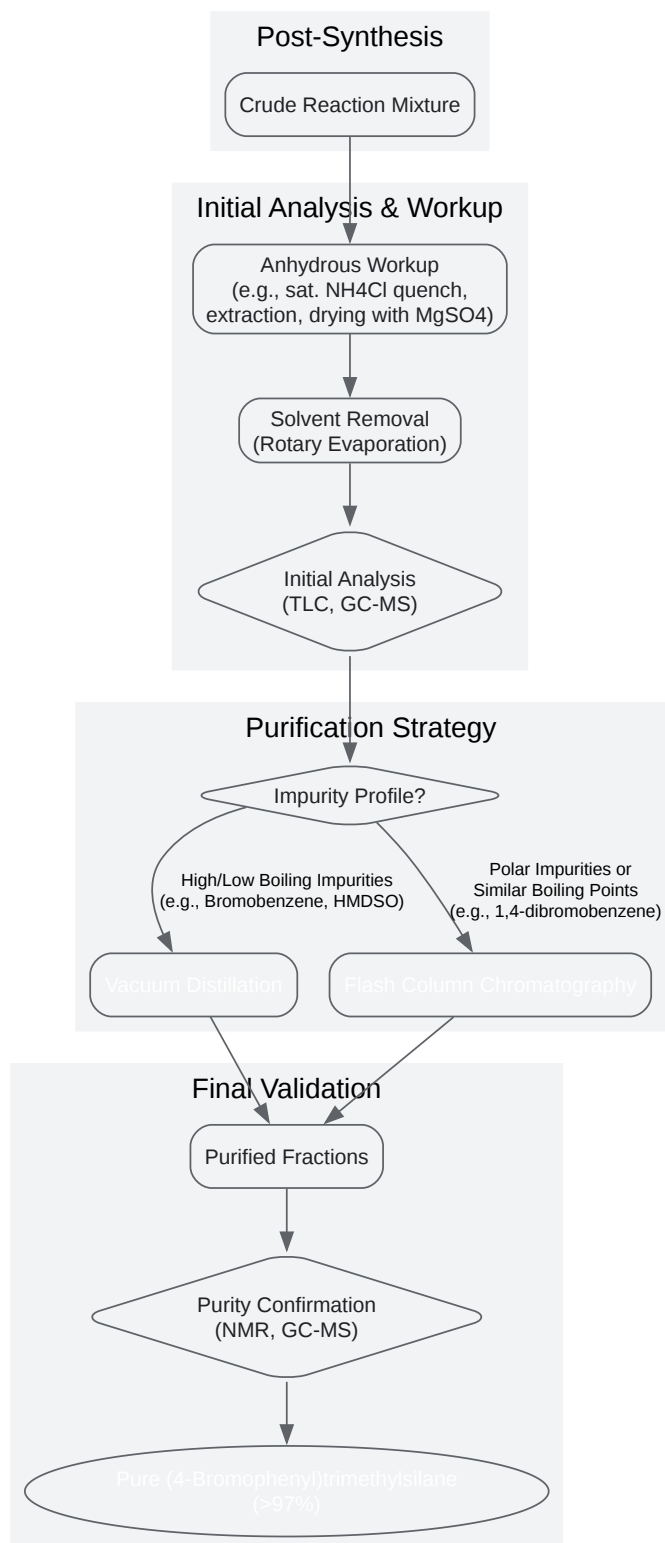 Post-Synthesis
Crude Reaction Mixture
Initial Analysis & Workup
Anhydrous Workup
(e.g., sat. NH4Cl quench,
extraction, drying with MgSO4)
Solvent Removal
(Rotary Evaporation)
Initial Analysis
(TLC, GC-MS)
Purification Strategy
Impurity Profile?
High/Low Boiling Impurities
(e.g., Bromobenzene, HMDSO)
Polar Impurities or
Similar Boiling Points
(e.g., 1,4-dibromobenzene)
Vacuum Distillation
Flash Column Chromatography
Final Validation
Purified Fractions
Purity Confirmation
(NMR, GC-MS)
Pure (4-Bromophenyl)trimethylsilane
(>97%)